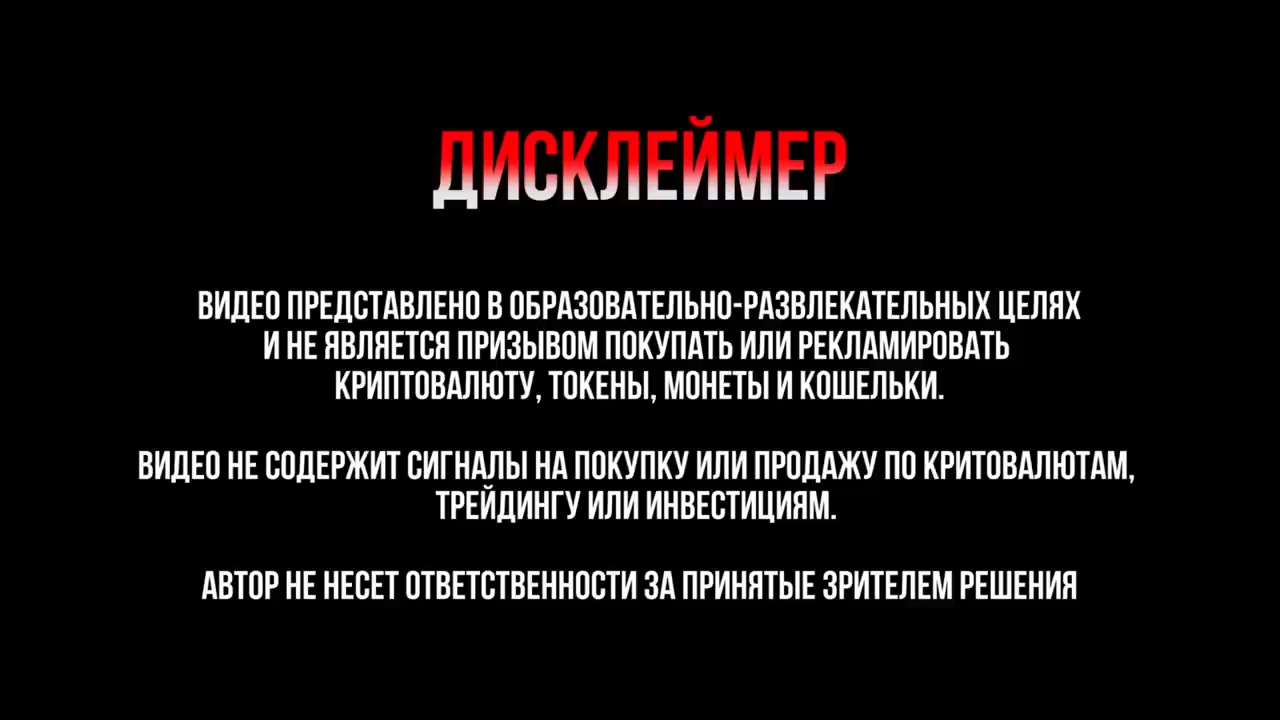 ДИСКЛЕЙМЕР
ВИДЕО ПРЕДСТАВЛЕНО В ОБРАЗОВАТЕЛЬНО-РАЗВЛЕКАТЕЛЬНЫХ ЦЕЛЯХ
И НЕ ЯВЛЯЕТСЯ ПРИЗЫВОМ ПОКУПАТЬ ИЛИ РЕКЛАМИРОВАТЬ
КРИПТОВАЛЮТУ, ТОКЕНЫ, МОНЕТЫ И КОШЕЛЬКИ.
ВИДЕО НЕ СОДЕРЖИТ СИГНАЛЫ НА ПОКУПКУ ИЛИ ПРОДАЖУ ПО КРИТОВАЛЮТАМ,
ТРЕЙДИНГУ ИЛИ ИНВЕСТИЦИЯМ.
АВТОР НЕ НЕСЕТ ОТВЕТСТВЕННОСТИ ЗА ПРИНЯТЫЕ ЗРИТЕЛЕМ РЕШЕНИЯ